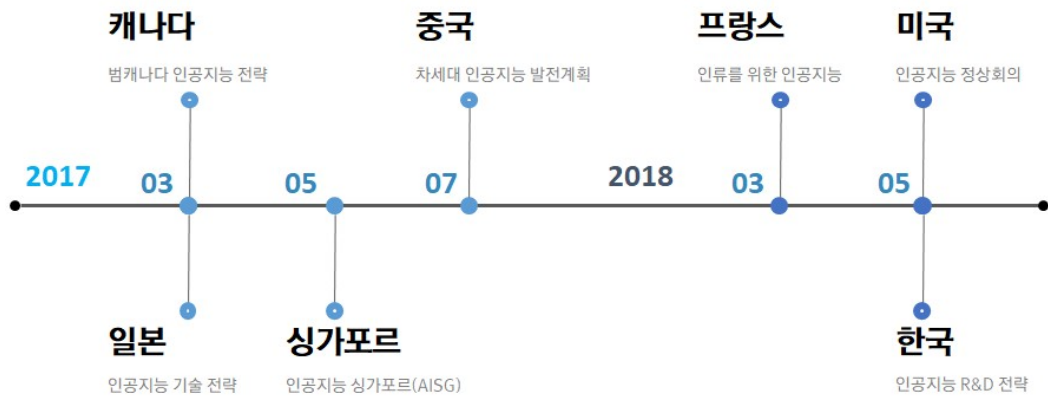 캐나다
범캐나다 인공지능 전략
중국
차세대 인공지능 발전계획
프랑스
인류를 위한 인공지능
미국
인공지능 정상회의
2017
03
05
07
2018
03
05
일본
인공지능 기술 전략
싱가포르
인공지능 싱가포르(AISG)
한국
인공지능 R&D 전략